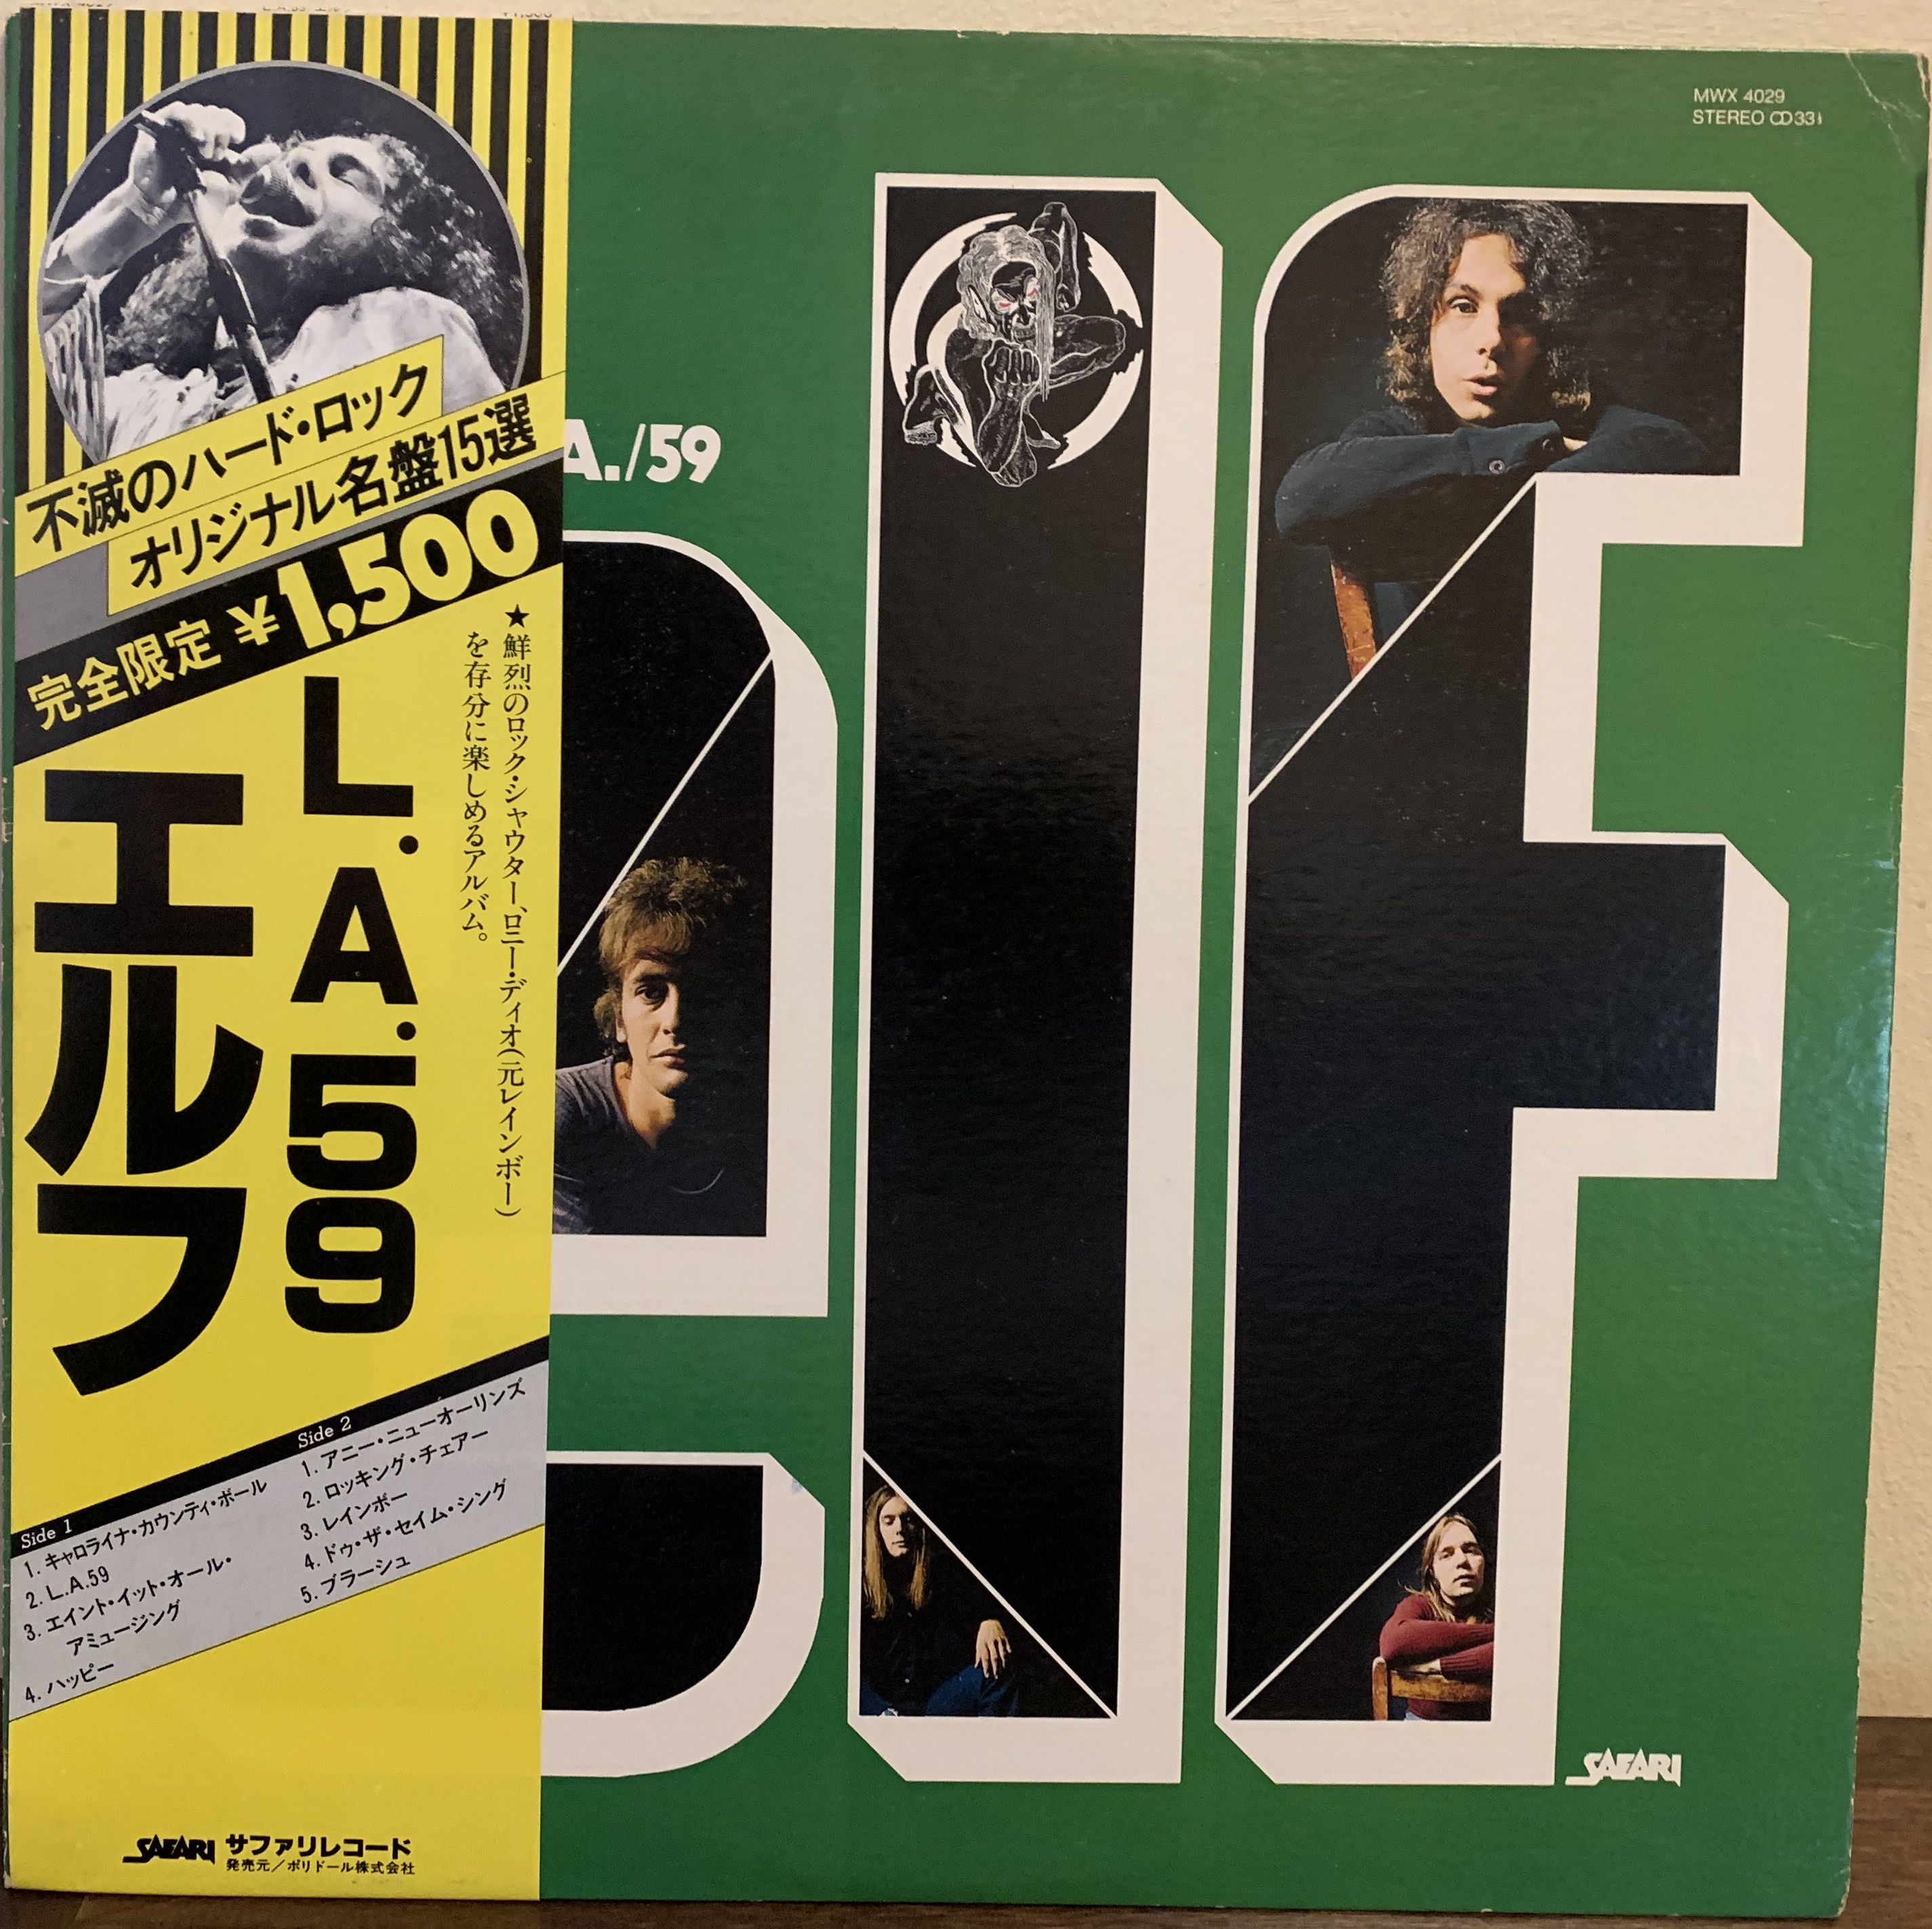 MWX 4029
STEREO 33⅓
不滅のハード・ロック
オリジナル名盤15選
完全限定 ¥1,500
★鮮烈のロック・シャウター、ロニー・ディオ(元レインボー)
を存分に楽しめるアルバム。
L.A.59
エルフ
A./59
Side 1
1. キャロライナ・カウンティ・ボール
2. L.A.59
3. エイント・イット・オール・
アミュージング
4. ハッピー
Side 2
1. アニー・ニューオーリンズ
2. ロッキング・チェアー
3. レインボー
4. ドゥ・ザ・セイム・シング
5. ブラーシュ
SAFARI サファリレコード
発売元/ポリドール株式会社
SAFARI